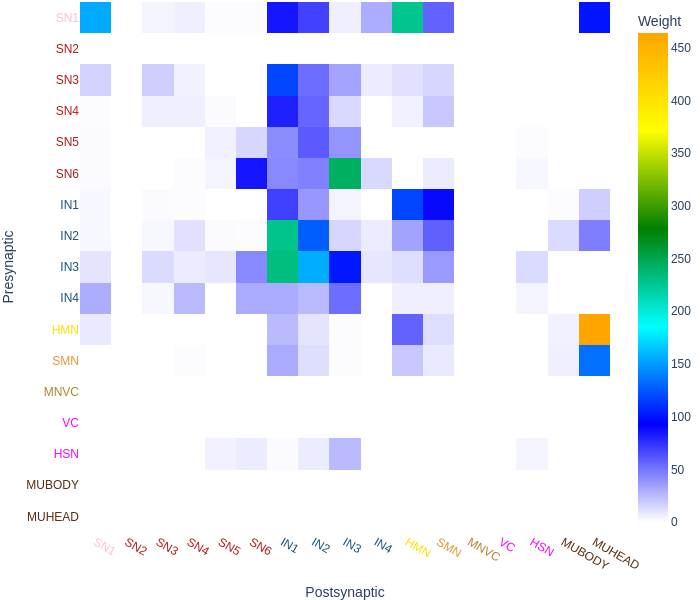 Weight
SN1
SN2
SN3
SN4
SN5
SN6
IN1
IN2
IN3
IN4
HMN
SMN
MNVC
VC
HSN
MUBODY
MUHEAD
Presynaptic
450
400
350
300
250
200
150
100
50
0
SN1 SN2 SN3 SN4 SN5 SN6 IN1 IN2 IN3 IN4 HMN SMN MNVC VC HSN MUBODY MUHEAD
Postsynaptic